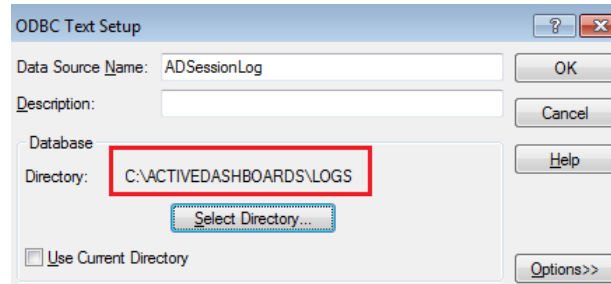 ODBC Text Setup
Data Source Name: ADSessionLog
OK
Description:
Cancel
Database
Help
Directory: C:\ACTIVEDASHBOARDS\LOGS
Select Directory...
Use Current Directory
Options>>